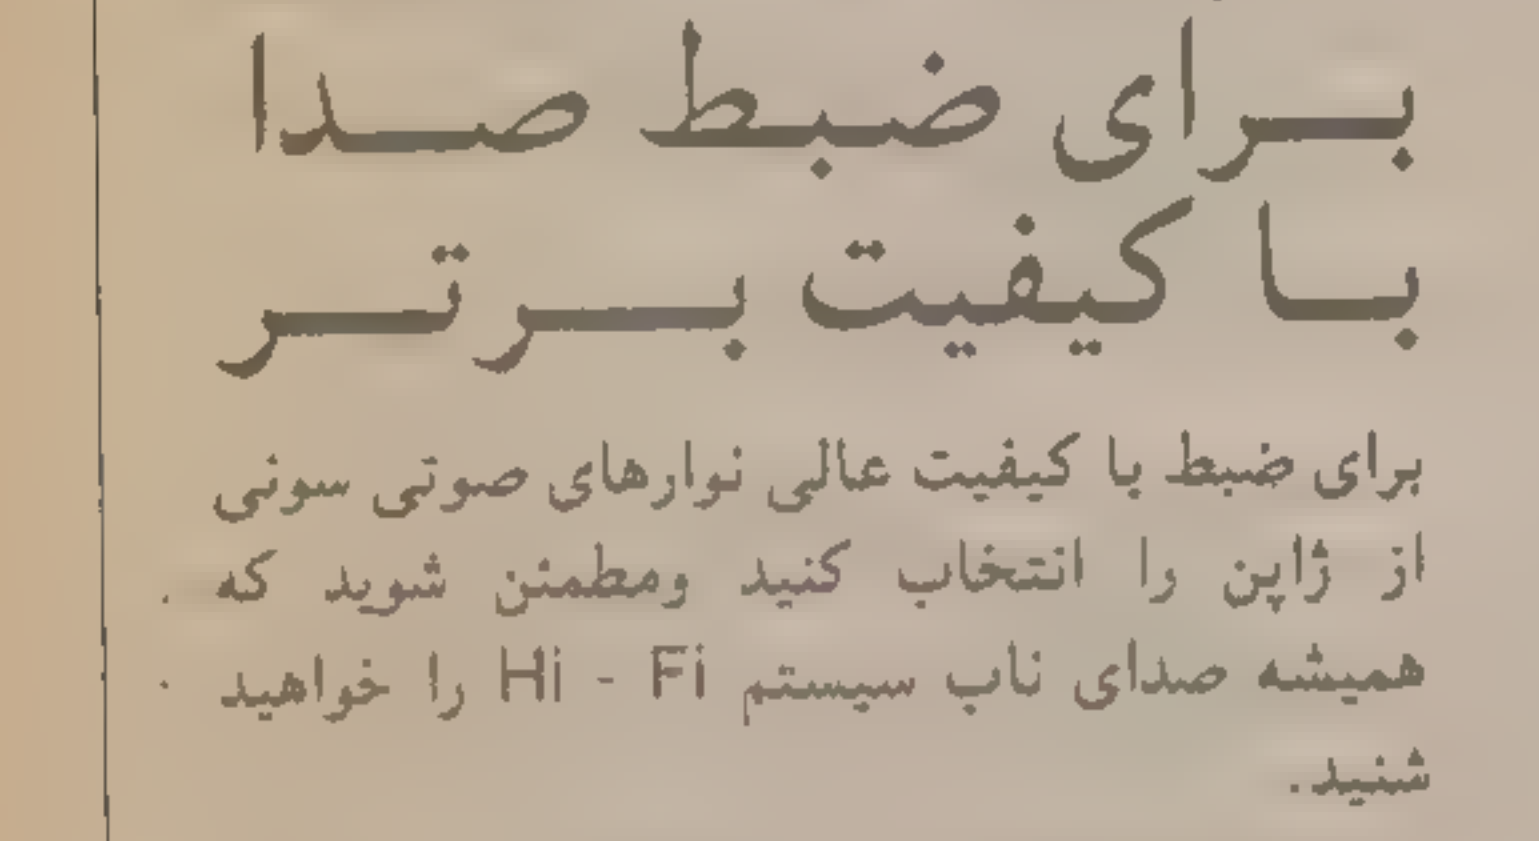 برای ضبط صدا
با کیفیت برتر
برای ضبط با کیفیت عالی نوارهای صوتی سونی
از ژاپن را انتخاب کنید ومطمئن شوید که
همیشه صدای ناب سیستم Hi - Fi را خواهید
شنید.